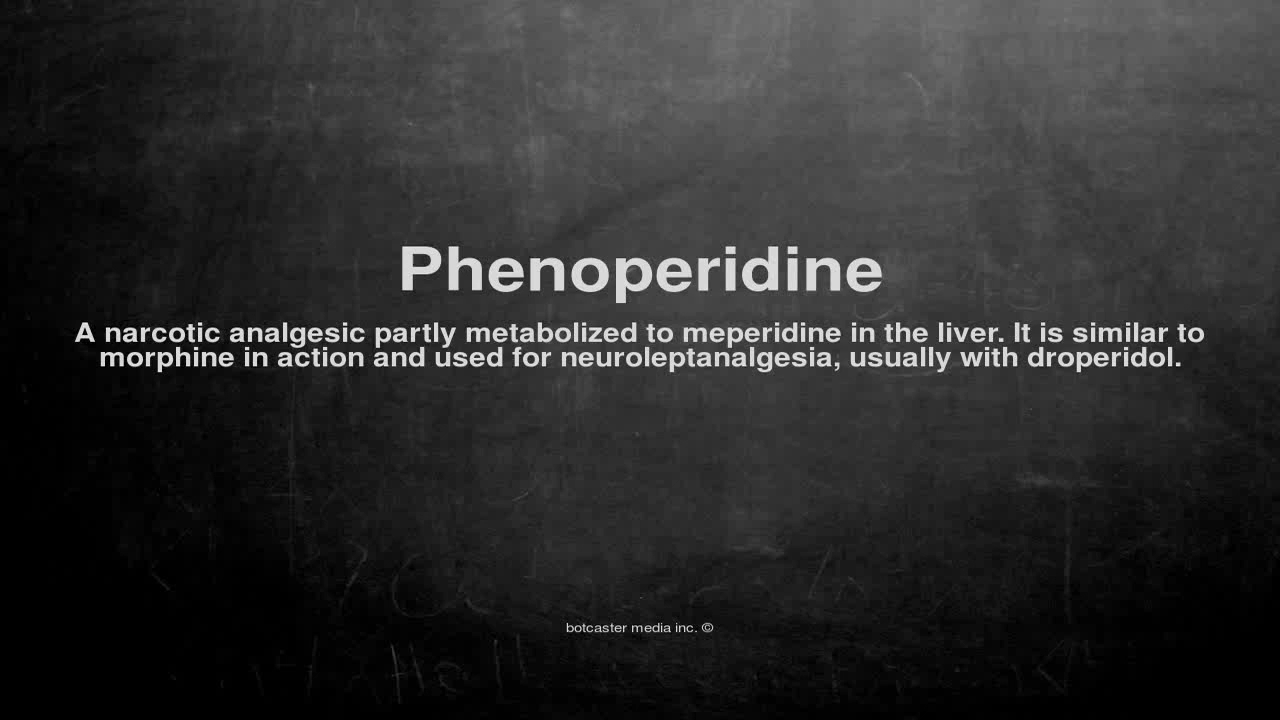 Phenoperidine
A narcotic analgesic partly metabolized to meperidine in the liver. It is similar to
morphine in action and used for neuroleptanalgesia, usually with droperidol.
botcaster media inc. ©